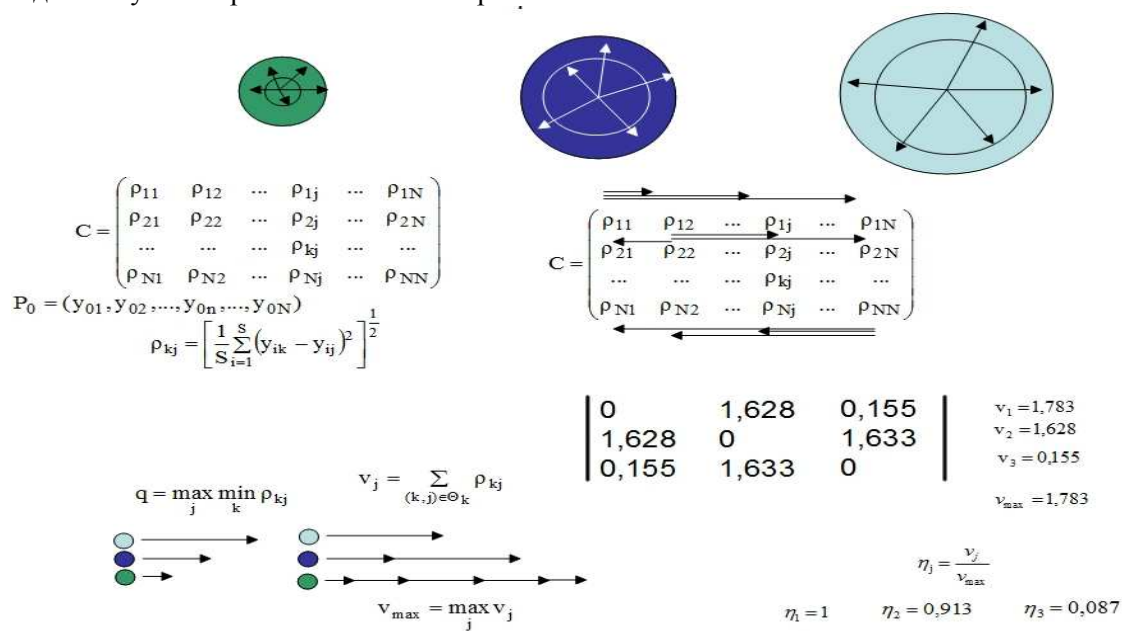 C = ( ρ11 ρ12 ... ρ1j ... ρ1N
ρ21 ρ22 ... ρ2j ... ρ2N
... ... ... ρkj ... ...
ρN1 ρN2 ... ρNj ... ρNN )
P0 = (y01, y02, ..., y0n, ..., y0N)
ρkj = [ 1/S ∑_{i=1}^{S} (yik − yij)² ]^{1/2}
C = ( ρ11 ρ12 ... ρ1j ... ρ1N
ρ21 ρ22 ... ρ2j ... ρ2N
... ... ... ρkj ... ...
ρN1 ρN2 ... ρNj ... ρNN )
| 0 1,628 0,155 |
| 1,628 0 1,633 |
| 0,155 1,633 0 |
v1 = 1,783
v2 = 1,628
v3 = 0,155
vmax = 1,783
q = max_j min_k ρkj
vj = ∑_{(k,j)∈Θk} ρkj
vmax = max_j vj
ηj = vj / vmax
η1 = 1 η2 = 0,913 η3 = 0,087